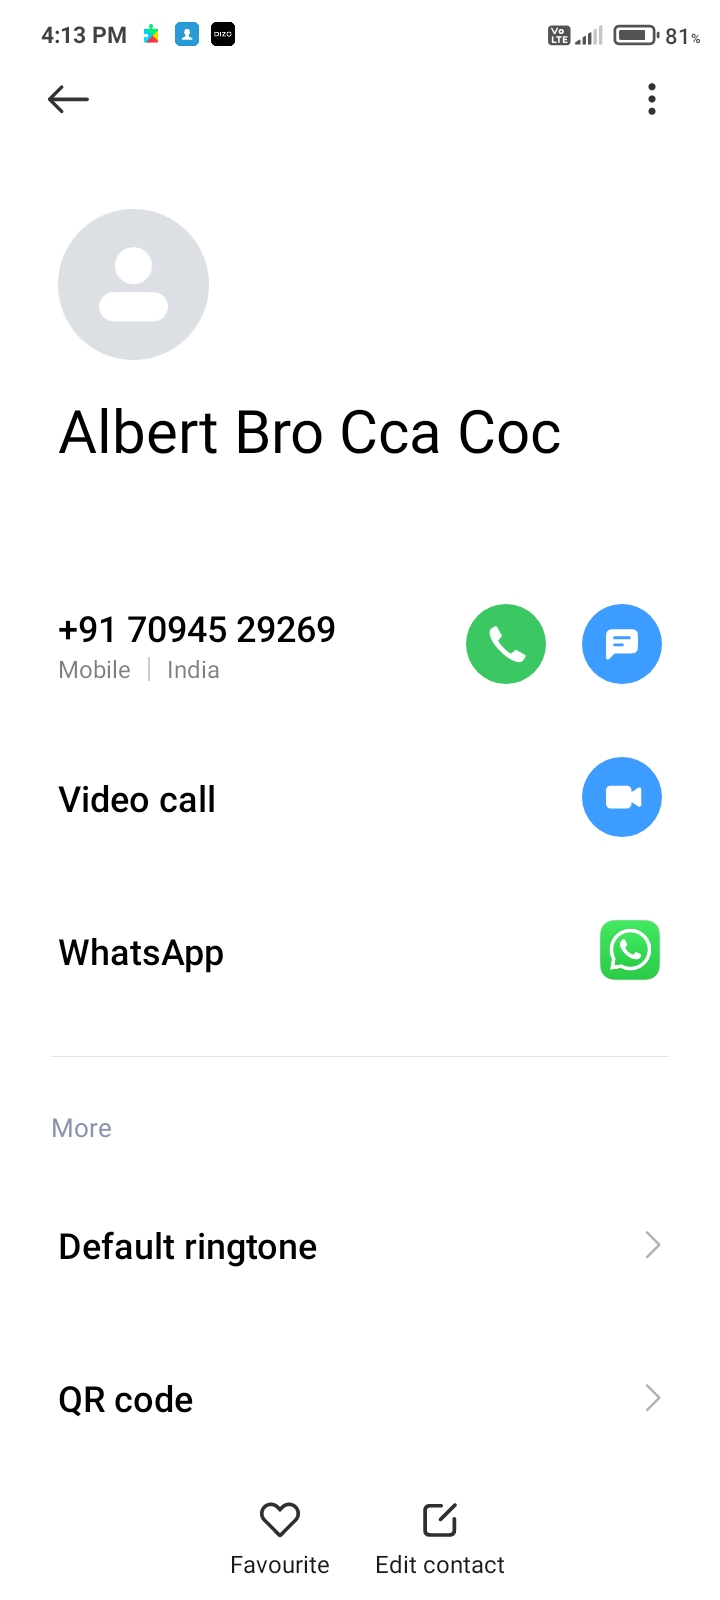 4:13 PM DIZO Vo LTE 81%
Albert Bro Cca Coc
+91 70945 29269
Mobile | India
Video call
WhatsApp
More
Default ringtone
QR code
Favourite Edit contact